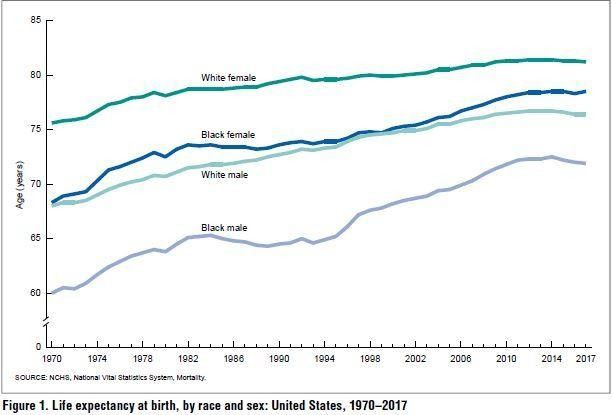 85
80
75
70
65
60
0
Age (years)
White female
Black female
White male
Black male
1970 1974 1978 1982 1986 1990 1994 1998 2002 2006 2010 2014 2017
SOURCE: NCHS, National Vital Statistics System, Mortality.
Figure 1. Life expectancy at birth, by race and sex: United States, 1970–2017